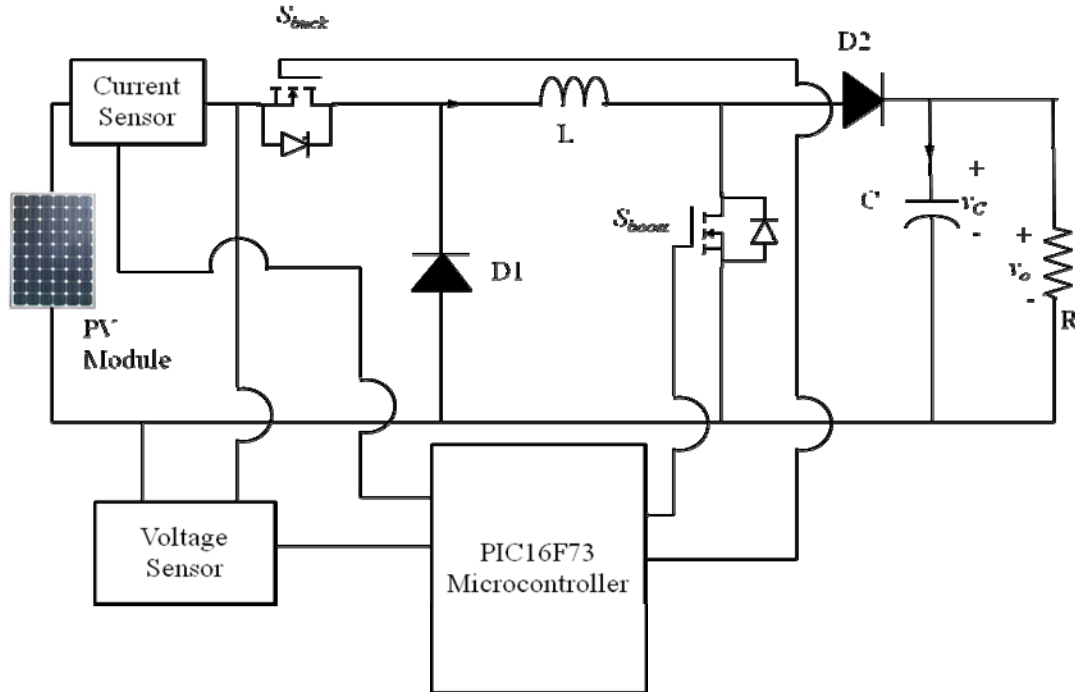 S_buck
D2
Current
Sensor
L
C
+
v_C
-
S_boost
+
v_o
-
R
D1
PV
Module
Voltage
Sensor
PIC16F73
Microcontroller